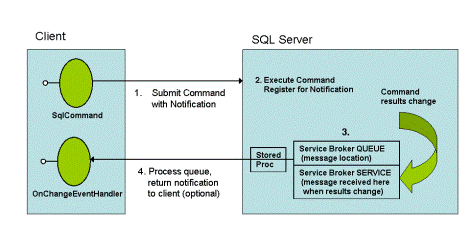 Client
SQL Server
SqlCommand
1. Submit Command
with Notification
2. Execute Command
Register for Notification
Command
results change
3.
Stored
Proc
Service Broker QUEUE
(message location)
Service Broker SERVICE
(message received here
when results change)
OnChangeEventHandler
4. Process queue,
return notification
to client (optional)